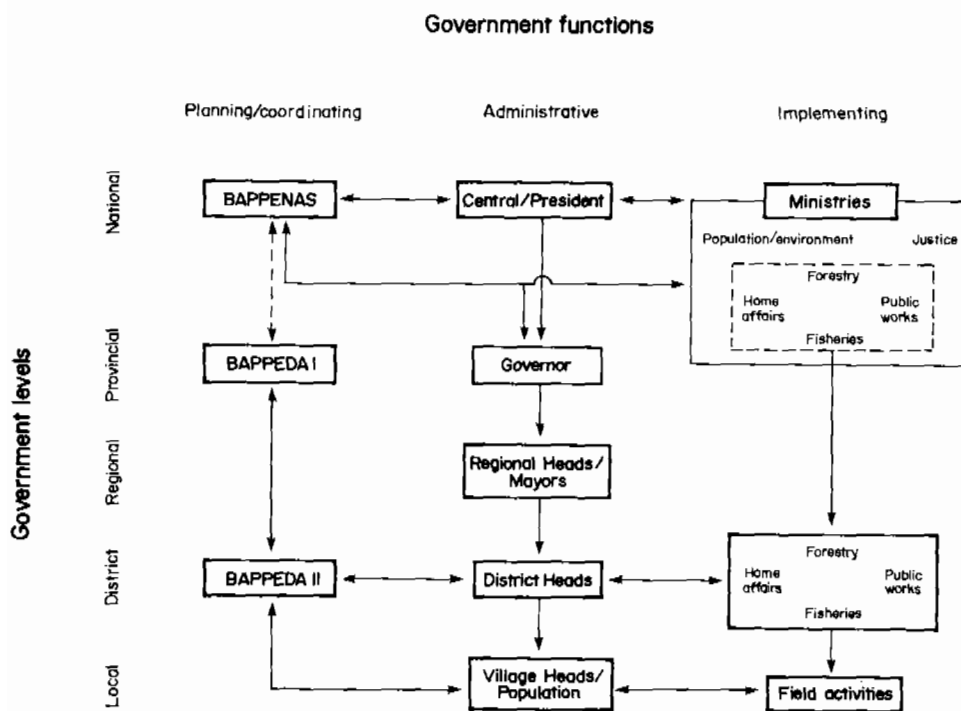 Government functions
Planning/coordinating
Administrative
Implementing
Government levels
National
BAPPENAS
Central/President
Ministries
Population/environment
Justice
Forestry
Home
affairs
Public
works
Fisheries
Provincial
BAPPEDA I
Governor
Regional
Regional Heads/
Mayors
District
BAPPEDA II
District Heads
Forestry
Home
affairs
Public
works
Fisheries
Local
Village Heads/
Population
Field activities